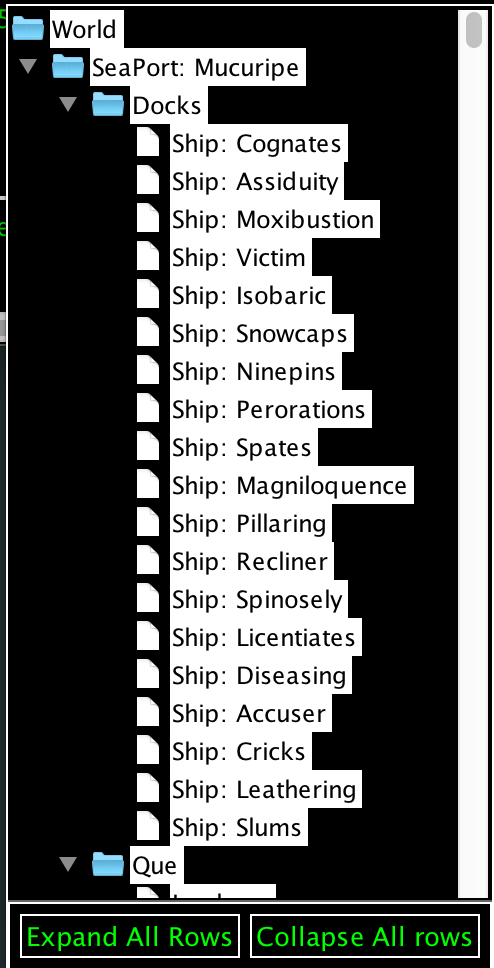 World
SeaPort: Mucuripe
Docks
Ship: Cognates
Ship: Assiduity
Ship: Moxibustion
Ship: Victim
Ship: Isobaric
Ship: Snowcaps
Ship: Ninepins
Ship: Perorations
Ship: Spates
Ship: Magniloquence
Ship: Pillaring
Ship: Recliner
Ship: Spinosely
Ship: Licentiates
Ship: Diseasing
Ship: Accuser
Ship: Cricks
Ship: Leathering
Ship: Slums
Que
Expand All Rows
Collapse All rows